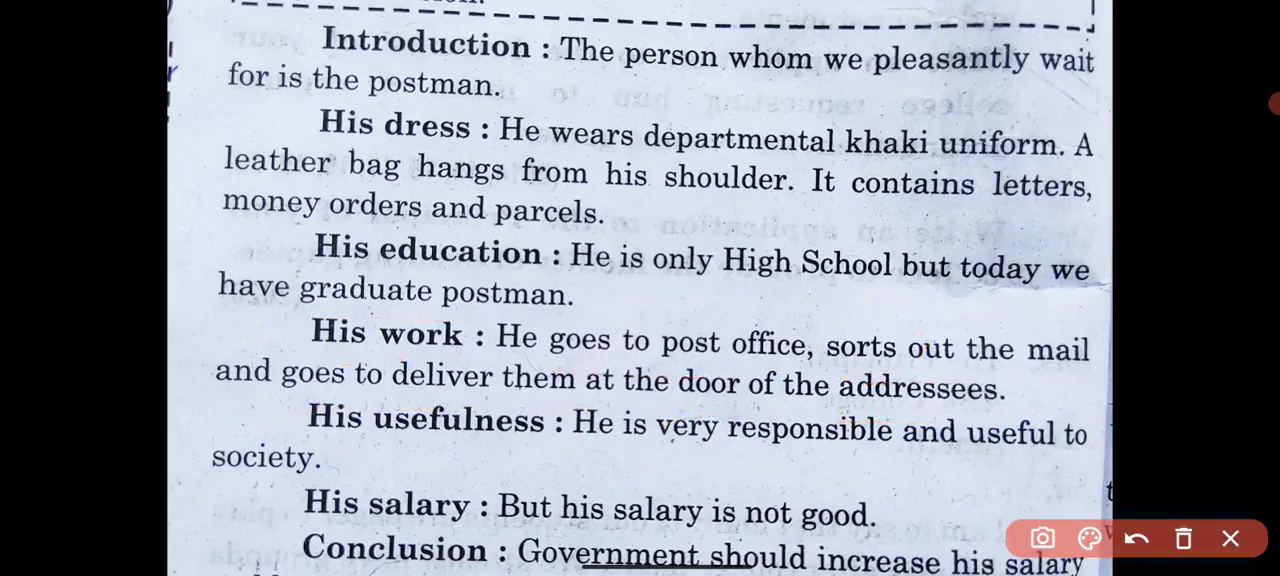 Introduction : The person whom we pleasantly wait
for is the postman.
His dress : He wears departmental khaki uniform. A
leather bag hangs from his shoulder. It contains letters,
money orders and parcels.
His education : He is only High School but today we
have graduate postman.
His work : He goes to post office, sorts out the mail
and goes to deliver them at the door of the addressees.
His usefulness : He is very responsible and useful to
society.
His salary : But his salary is not good.
Conclusion : Government should increase his salary